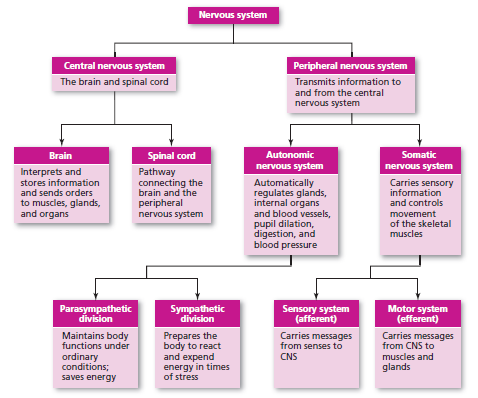 Nervous system
Central nervous system
The brain and spinal cord
Peripheral nervous system
Transmits information to
and from the central
nervous system
Brain
Interprets and
stores information
and sends orders
to muscles, glands,
and organs
Spinal cord
Pathway
connecting the
brain and the
peripheral
nervous system
Autonomic
nervous system
Automatically
regulates glands,
internal organs
and blood vessels,
pupil dilation,
digestion, and
blood pressure
Somatic
nervous system
Carries sensory
information
and controls
movement
of the skeletal
muscles
Parasympathetic
division
Maintains body
functions under
ordinary
conditions;
saves energy
Sympathetic
division
Prepares the
body to react
and expend
energy in times
of stress
Sensory system
(afferent)
Carries messages
from senses to
CNS
Motor system
(efferent)
Carries messages
from CNS to
muscles and
glands